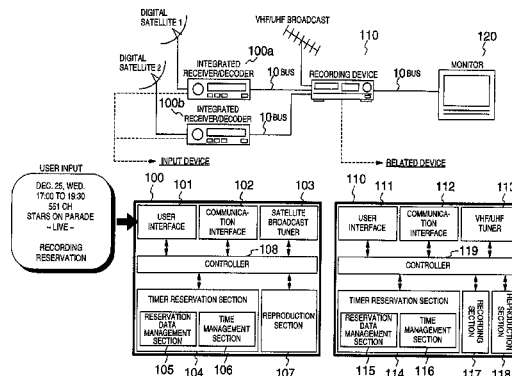 DIGITAL
SATELLITE 1
DIGITAL
SATELLITE 2
VHF/UHF BROADCAST
100a
INTEGRATED
RECEIVER/DECODER
110
RECORDING DEVICE
120
MONITOR
10 BUS
10 BUS
100b
INTEGRATED
RECEIVER/DECODER
10 BUS
INPUT DEVICE
RELATED DEVICE
USER INPUT
DEC. 25, WED.
17:00 TO 19:30
551 CH
STARS ON PARADE
– LIVE –
RECORDING
RESERVATION
100
101
102
103
USER
INTERFACE
COMMUNICA-
TION
INTERFACE
SATELLITE
BROADCAST
TUNER
108
CONTROLLER
TIMER RESERVATION SECTION
RESERVATION
DATA
MANAGEMENT
SECTION
TIME
MANAGEMENT
SECTION
REPRODUCTION
SECTION
105
104
106
107
110
111
112
USER
INTERFACE
COMMUNICA-
TION
INTERFACE
VHF/UHF
TUNER
CONTROLLER
119
TIMER RESERVATION SECTION
RESERVATION
DATA
MANAGEMENT
SECTION
TIME
MANAGEMENT
SECTION
RECORDING
SECTION
REPRODUCTION
SECTION
115
114
116
117
118